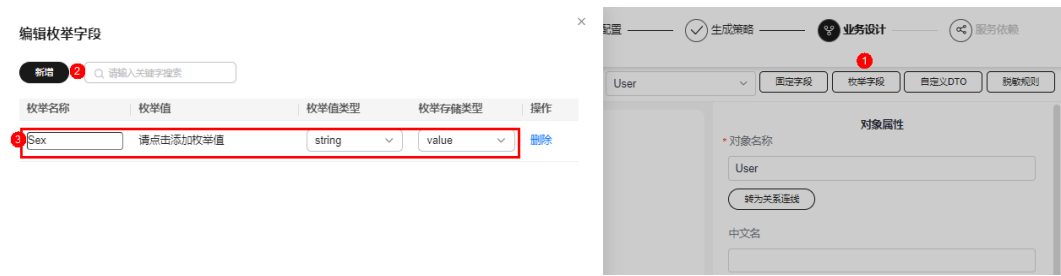 编辑枚举字段
×
新增
2
请输入关键字搜索
枚举名称 枚举值 枚举值类型 枚举存储类型 操作
3
Sex 请点击添加枚举值 string value 删除
配置 生成策略 业务设计 服务依赖
1
User 固定字段 枚举字段 自定义DTO 脱敏规则
对象属性
* 对象名称
User
转为关系连线
中文名